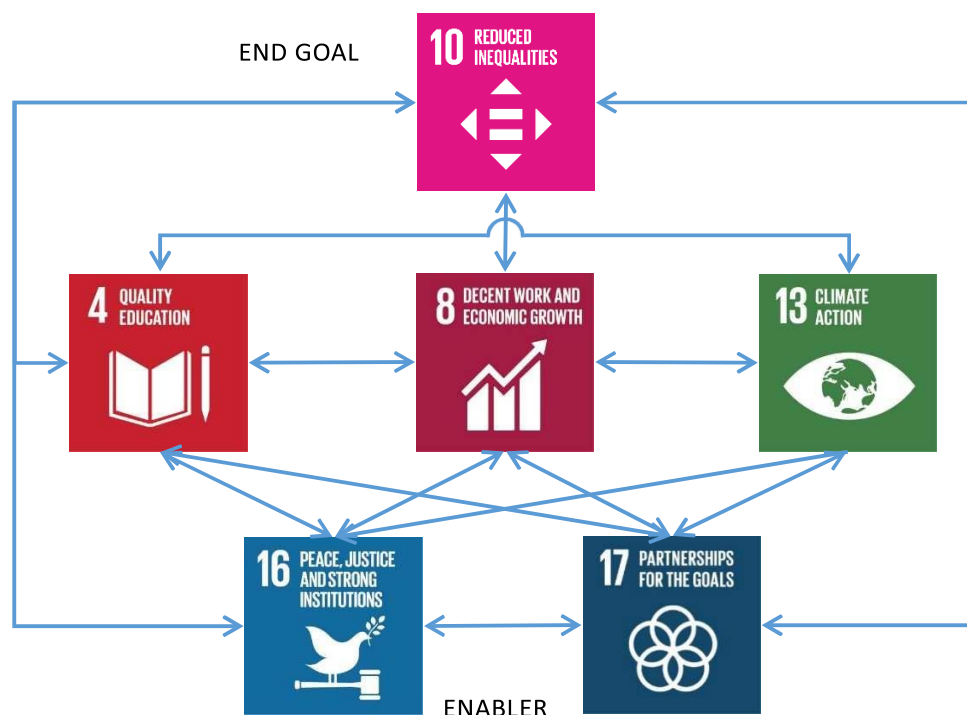 END GOAL
10 REDUCED
INEQUALITIES
4 QUALITY
EDUCATION
8 DECENT WORK AND
ECONOMIC GROWTH
13 CLIMATE
ACTION
16 PEACE, JUSTICE
AND STRONG
INSTITUTIONS
17 PARTNERSHIPS
FOR THE GOALS
ENABLER